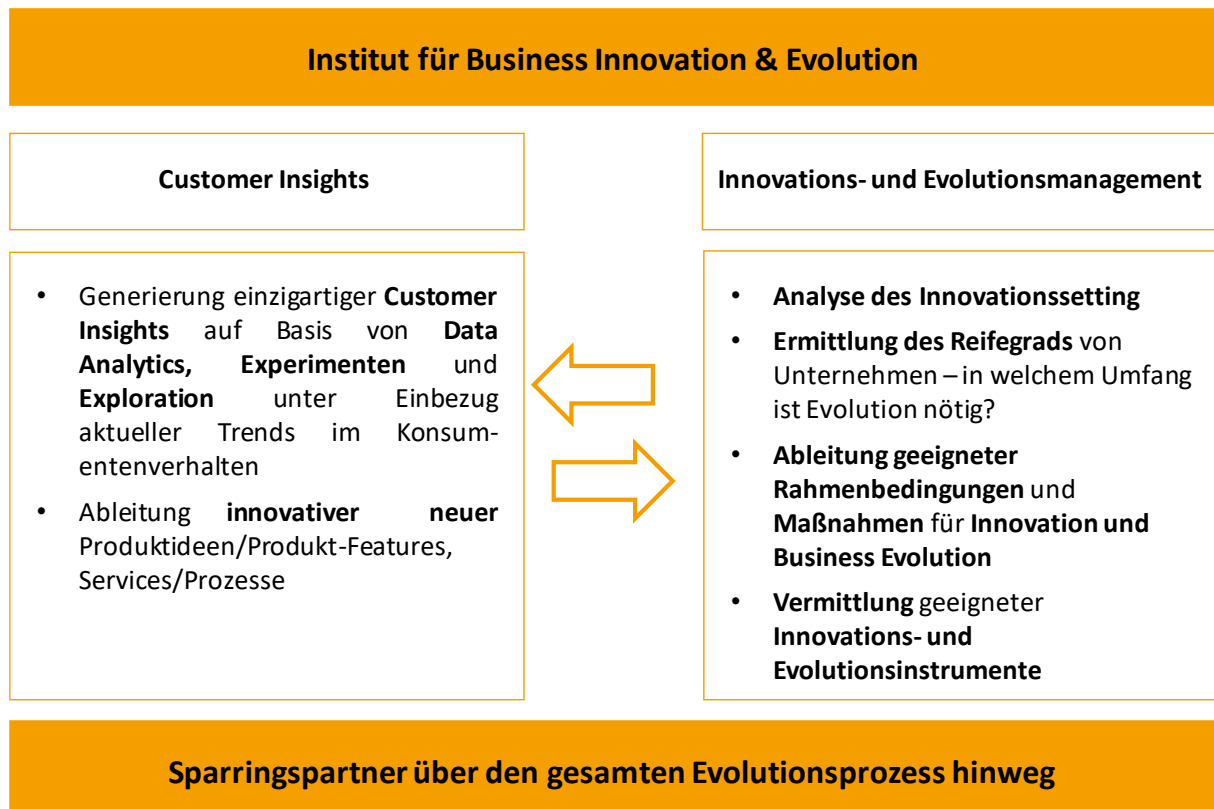 Institut für Business Innovation & Evolution
Customer Insights
• Generierung einzigartiger Customer
Insights auf Basis von Data
Analytics, Experimenten und
Exploration unter Einbezug
aktueller Trends im Konsum-
entenverhalten
• Ableitung innovativer neuer
Produktideen/Produkt-Features,
Services/Prozesse
Innovations- und Evolutionsmanagement
• Analyse des Innovationssetting
• Ermittlung des Reifegrads von
Unternehmen – in welchem Umfang
ist Evolution nötig?
• Ableitung geeigneter
Rahmenbedingungen und
Maßnahmen für Innovation und
Business Evolution
• Vermittlung geeigneter
Innovations- und
Evolutionsinstrumente
Sparringspartner über den gesamten Evolutionsprozess hinweg